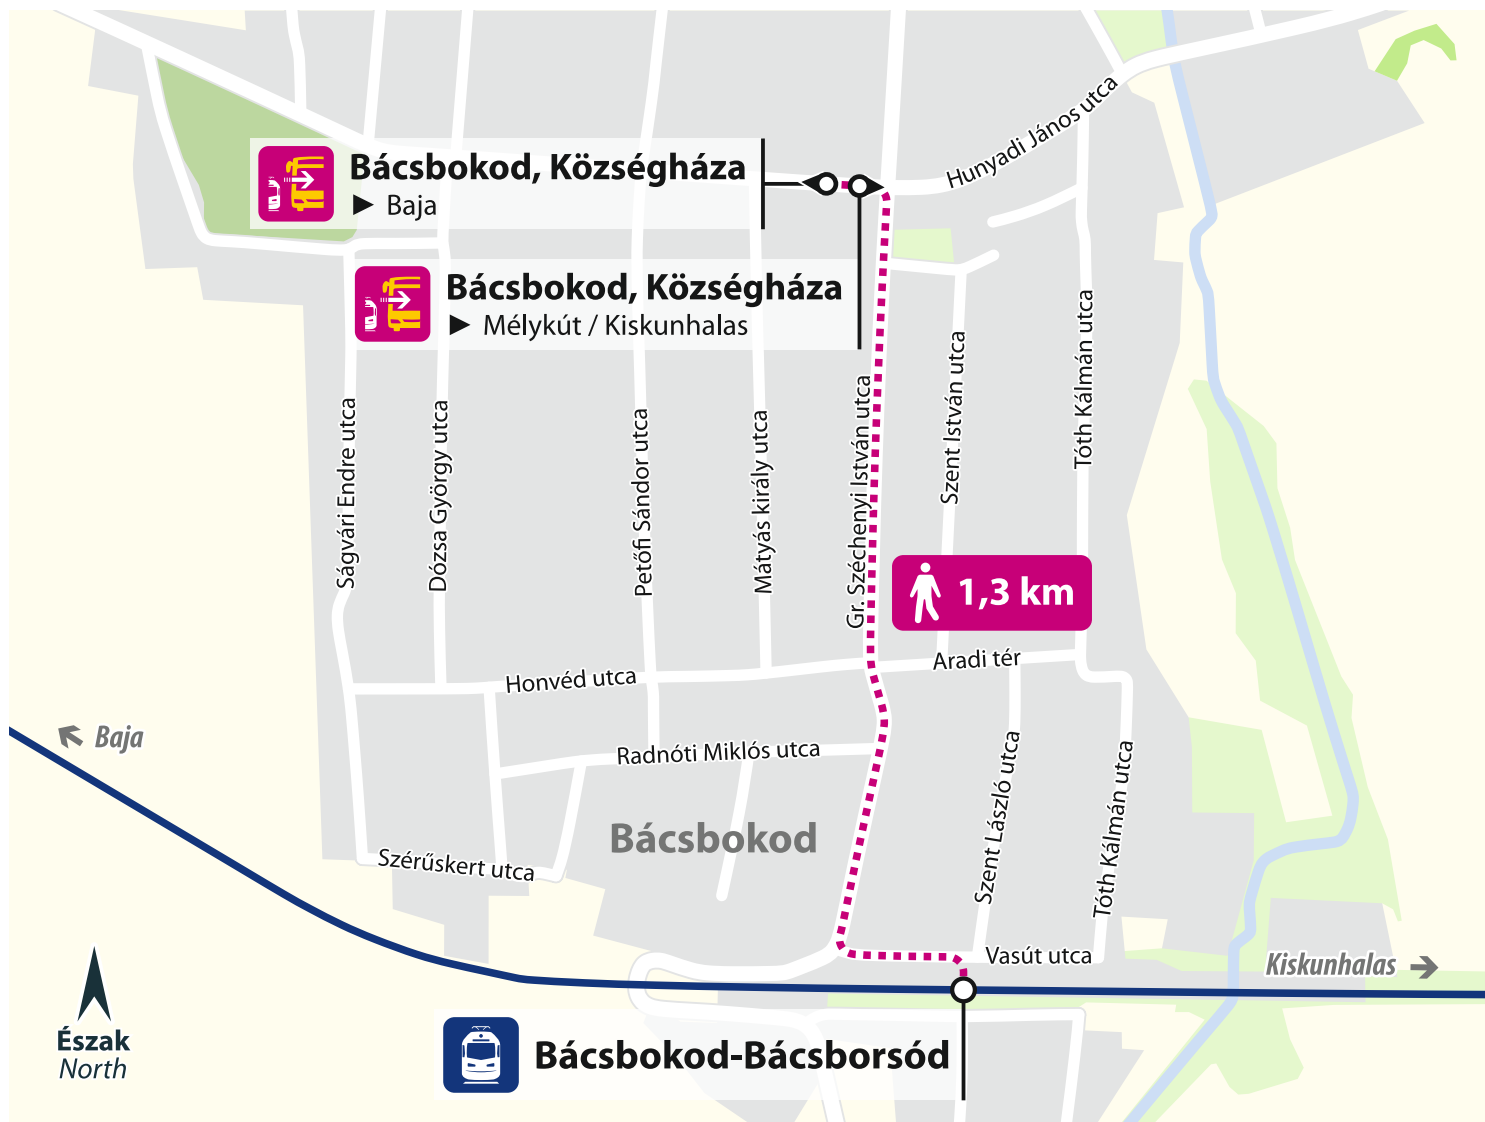 Hunyadi János utca
Bácsbokod, Községháza
► Baja
Bácsbokod, Községháza
► Mélykút / Kiskunhalas
Ságvári Endre utca
Dózsa György utca
Petőfi Sándor utca
Mátyás király utca
Gr. Széchenyi István utca
Szent István utca
Tóth Kálmán utca
1,3 km
Honvéd utca
Aradi tér
Baja
Radnóti Miklós utca
Szent László utca
Tóth Kálmán utca
Bácsbokod
Szérűskert utca
Vasút utca
Kiskunhalas
Észak
North
Bácsbokod-Bácsborsód